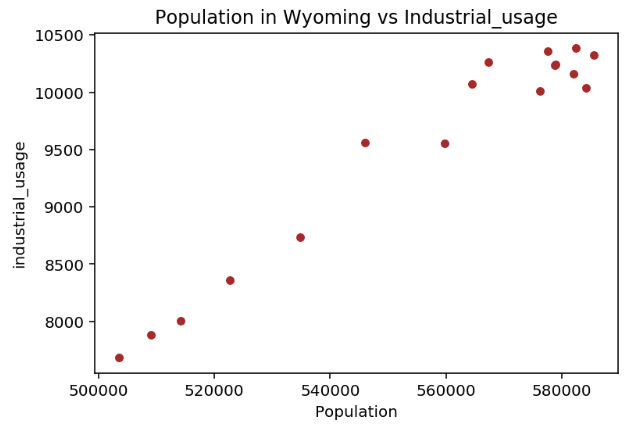 Population in Wyoming vs Industrial_usage
10500
10000
9500
9000
8500
8000
industrial_usage
500000 520000 540000 560000 580000
Population